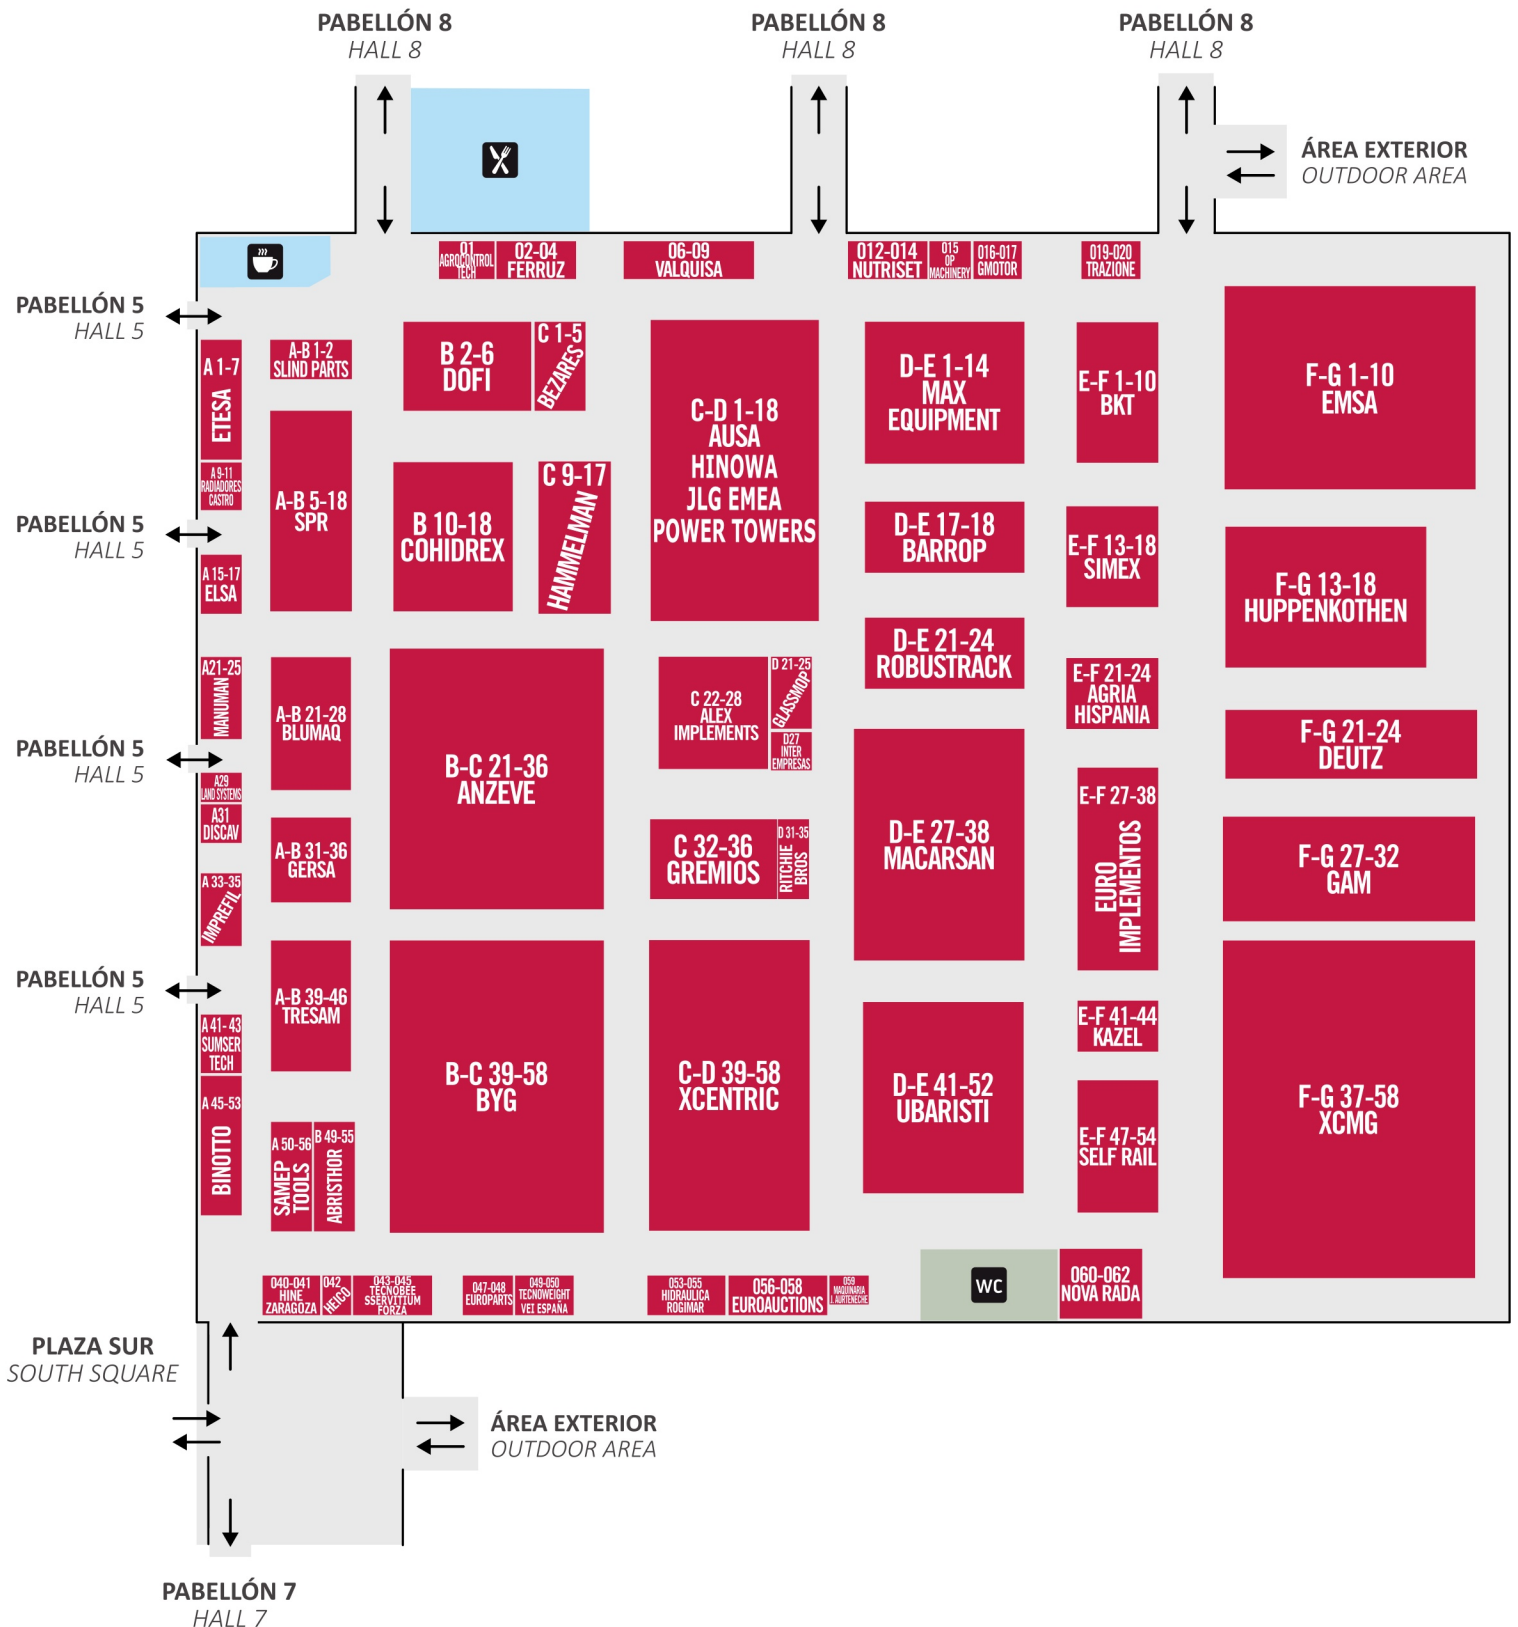 PABELLÓN 8
HALL 8
PABELLÓN 8
HALL 8
PABELLÓN 8
HALL 8
ÁREA EXTERIOR
OUTDOOR AREA
01
AGROCONTROL
TECH
02-04
FERRUZ
06-09
VALQUISA
012-014
NUTRISET
015
OP
MACHINERY
016-017
GMOTOR
019-020
TRAZIONE
PABELLÓN 5
HALL 5
A 1-7
ETESA
A-B 1-2
SLIND PARTS
B 2-6
DOFI
C 1-5
BEZARES
C-D 1-18
AUSA
HINOWA
JLG EMEA
POWER TOWERS
D-E 1-14
MAX
EQUIPMENT
E-F 1-10
BKT
F-G 1-10
EMSA
A 9-11
RADIADORES
CASTRO
A-B 5-18
SPR
B 10-18
COHIDREX
C 9-17
HAMMELMAN
D-E 17-18
BARROP
E-F 13-18
SIMEX
F-G 13-18
HUPPENKOTHEN
PABELLÓN 5
HALL 5
A 15-17
ELSA
D-E 21-24
ROBUSTRACK
A21-25
MANUMAN
A-B 21-28
BLUMAQ
B-C 21-36
ANZEVE
C 22-28
ALEX
IMPLEMENTS
D 21-25
GLASSMOP
D27
INTER
EMPRESAS
E-F 21-24
AGRIA
HISPANIA
F-G 21-24
DEUTZ
PABELLÓN 5
HALL 5
A29
LAND SYSTEMS
A31
DISCAV
A-B 31-36
GERSA
C 32-36
GREMIOS
D 31-35
RITCHIE
BROS
D-E 27-38
MACARSAN
E-F 27-38
EURO
IMPLEMENTOS
F-G 27-32
GAM
A 33-35
IMPREFIL
PABELLÓN 5
HALL 5
A-B 39-46
TRESAM
A 41- 43
SUMSER
TECH
B-C 39-58
BYG
C-D 39-58
XCENTRIC
D-E 41-52
UBARISTI
E-F 41-44
KAZEL
F-G 37-58
XCMG
A 45-53
BINOTTO
A 50-56
SAMEP
TOOLS
B 49-55
ABRISTHOR
E-F 47-54
SELF RAIL
040-041
HINE
ZARAGOZA
042
HEICO
043-045
TECNOBEE
SSERVITIUM
FORZA
047-048
EUROPARTS
049-050
TECNOWEIGHT
VEI ESPAÑA
053-055
HIDRAULICA
ROGIMAR
056-058
EUROAUCTIONS
059
MAQUINARIA
J. AURTENECHE
WC
060-062
NOVA RADA
PLAZA SUR
SOUTH SQUARE
ÁREA EXTERIOR
OUTDOOR AREA
PABELLÓN 7
HALL 7